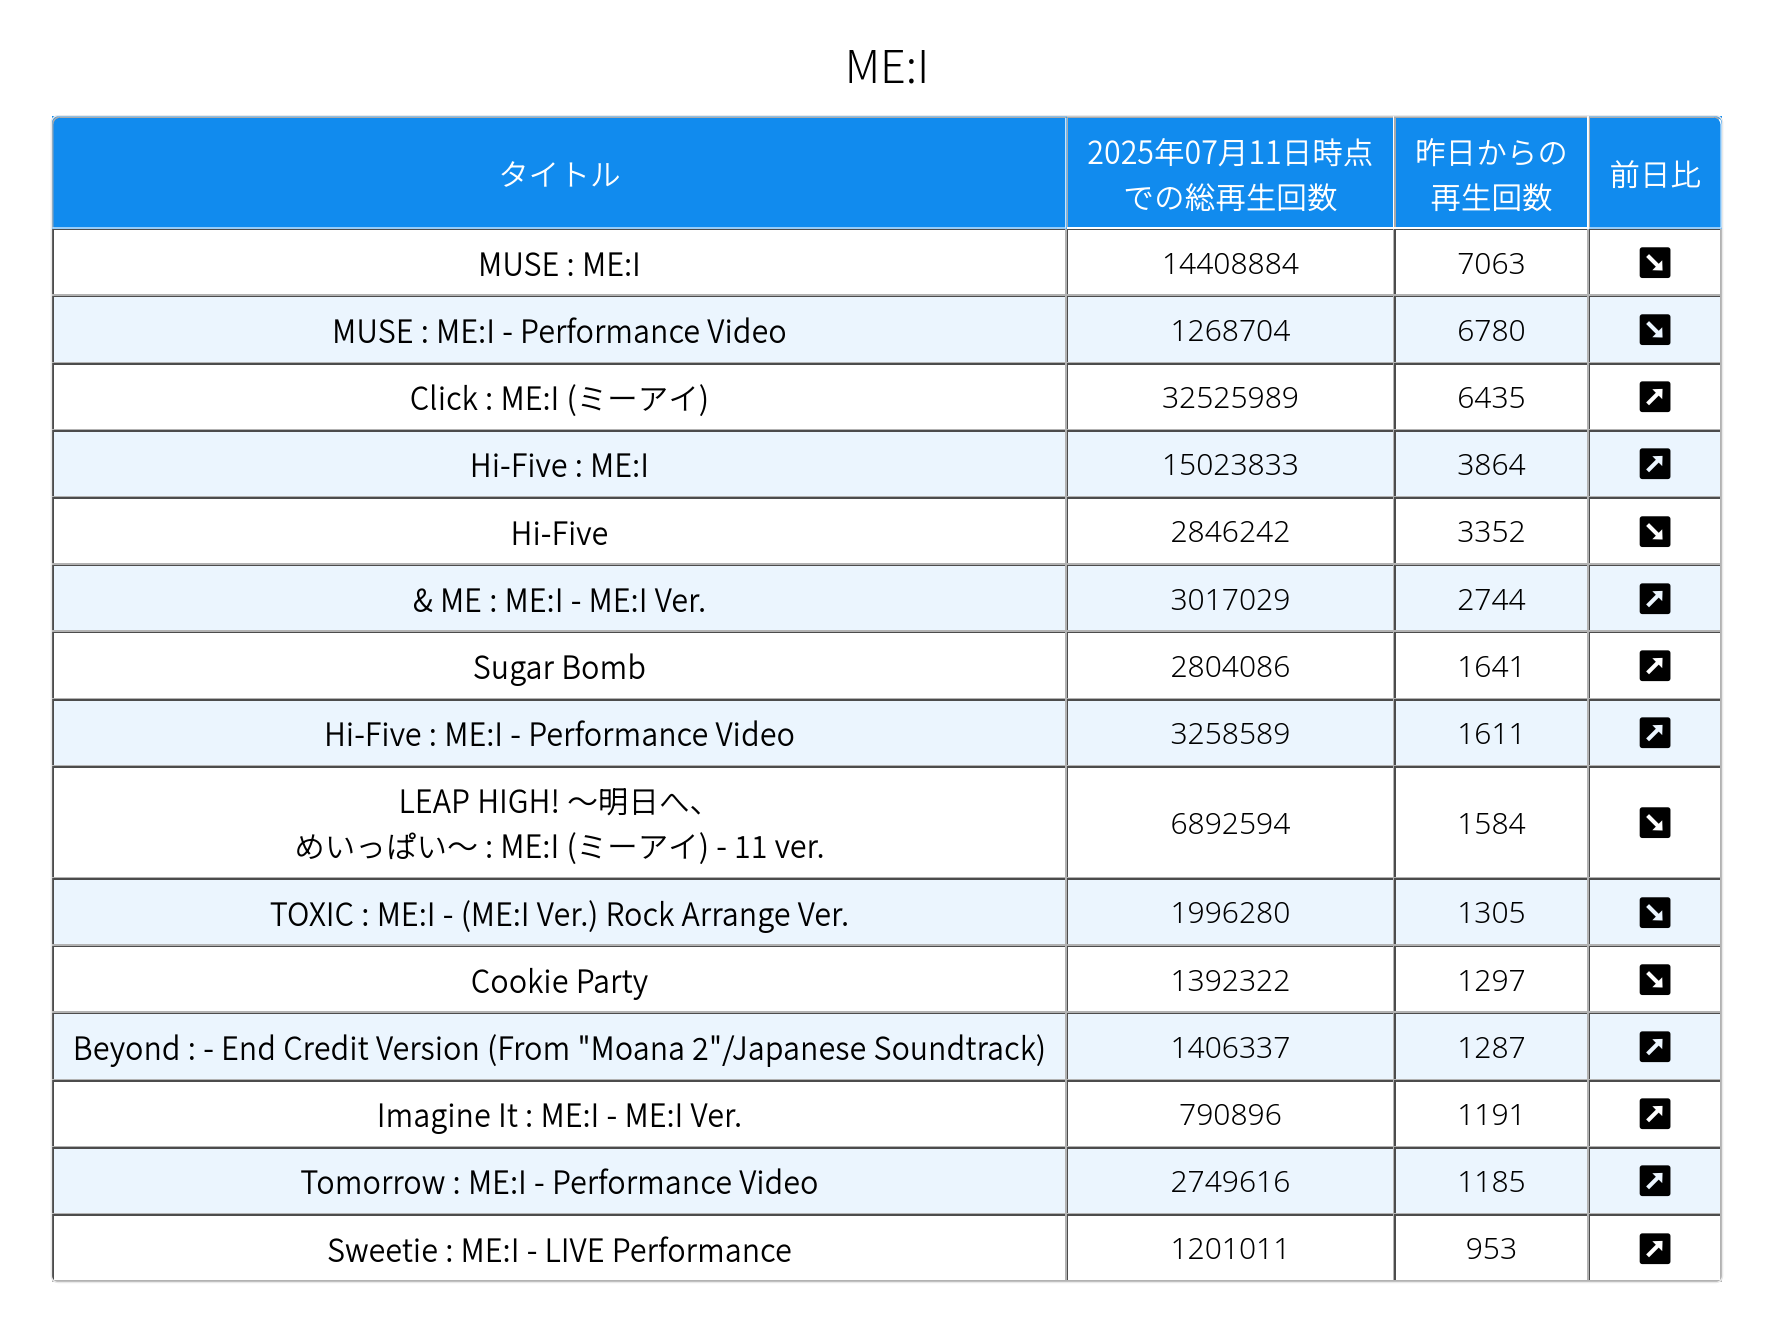 ME:I
タイトル
2025年07月11日時点
での総再生回数
昨日からの
再生回数
前日比
MUSE : ME:I 14408884 7063
MUSE : ME:I - Performance Video 1268704 6780
Click : ME:I (ミーアイ) 32525989 6435
Hi-Five : ME:I 15023833 3864
Hi-Five 2846242 3352
& ME : ME:I - ME:I Ver. 3017029 2744
Sugar Bomb 2804086 1641
Hi-Five : ME:I - Performance Video 3258589 1611
LEAP HIGH! 〜明日へ、
めいっぱい〜 : ME:I (ミーアイ) - 11 ver. 6892594 1584
TOXIC : ME:I - (ME:I Ver.) Rock Arrange Ver. 1996280 1305
Cookie Party 1392322 1297
Beyond : - End Credit Version (From "Moana 2"/Japanese Soundtrack) 1406337 1287
Imagine It : ME:I - ME:I Ver. 790896 1191
Tomorrow : ME:I - Performance Video 2749616 1185
Sweetie : ME:I - LIVE Performance 1201011 953